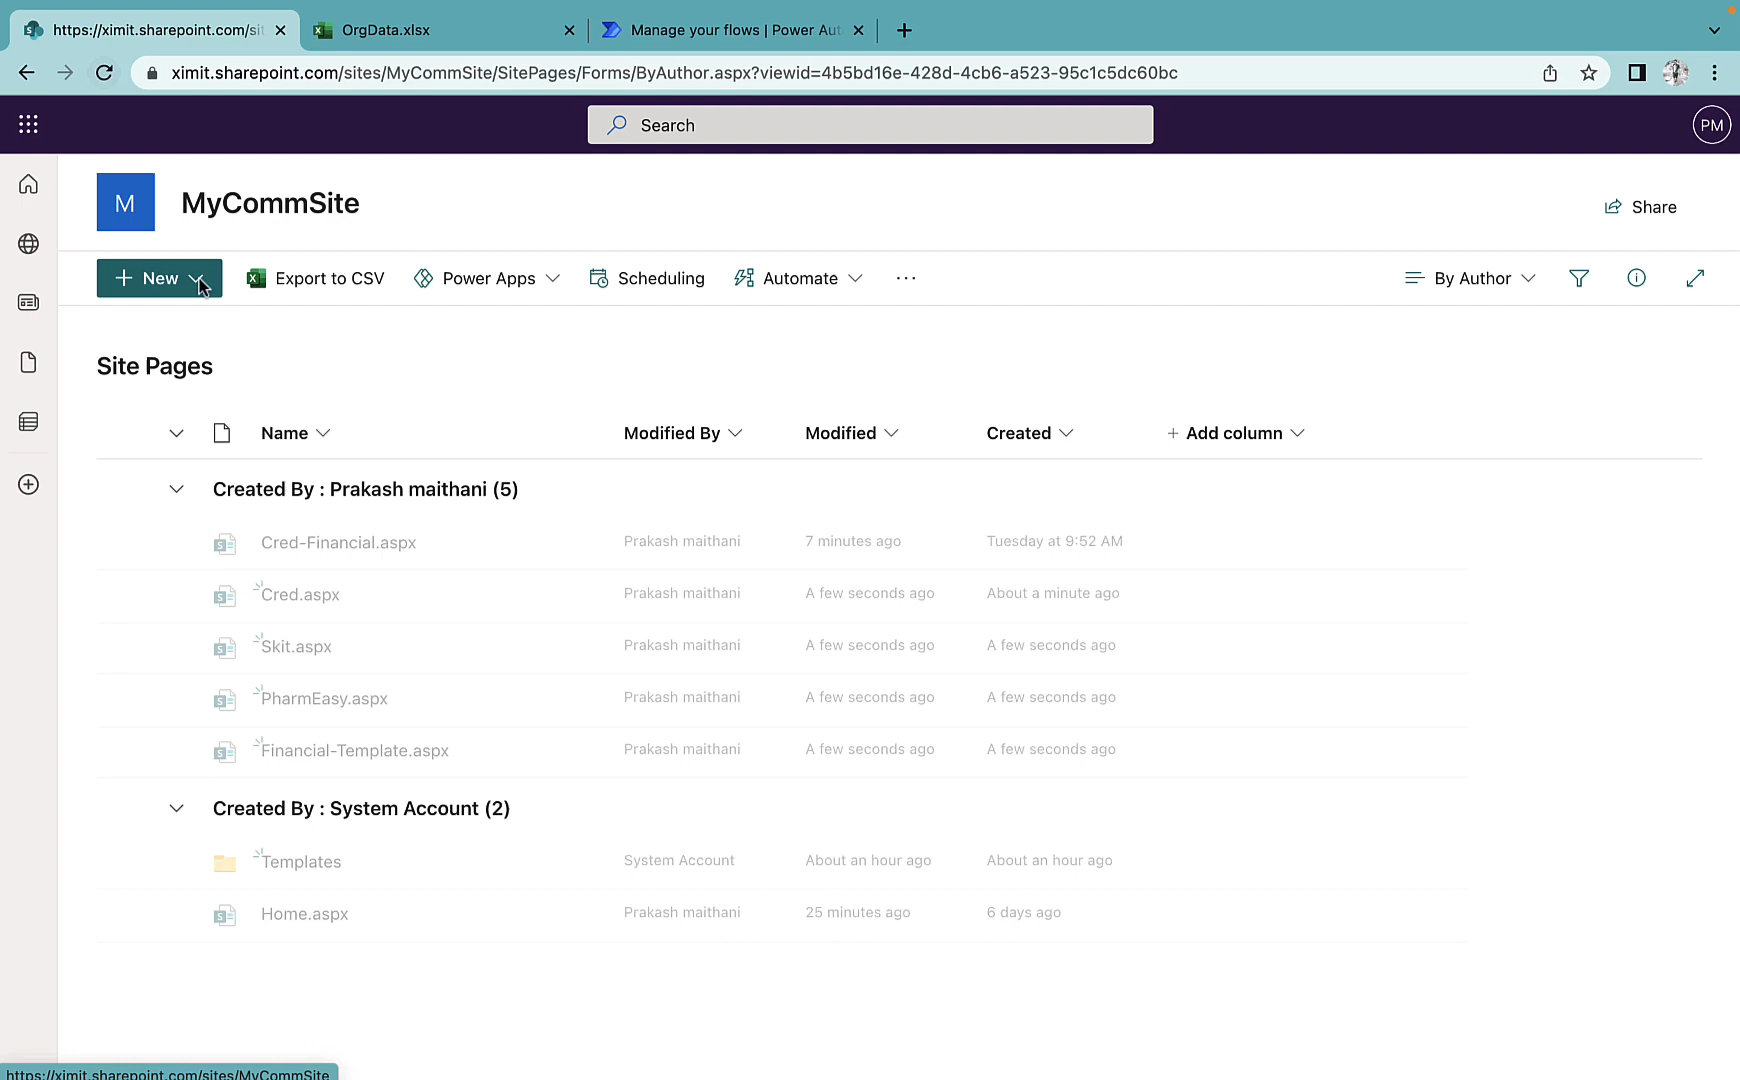 https://ximit.sharepoint.com/sit
OrgData.xlsx
Manage your flows | Power Aut
ximit.sharepoint.com/sites/MyCommSite/SitePages/Forms/ByAuthor.aspx?viewid=4b5bd16e-428d-4cb6-a523-95c1c5dc60bc
Search
PM
M
MyCommSite
Share
New
Export to CSV
Power Apps
Scheduling
Automate
By Author
Site Pages
Name
Modified By
Modified
Created
+ Add column
Created By : Prakash maithani (5)
Cred-Financial.aspx Prakash maithani 7 minutes ago Tuesday at 9:52 AM
Cred.aspx Prakash maithani A few seconds ago About a minute ago
Skit.aspx Prakash maithani A few seconds ago A few seconds ago
PharmEasy.aspx Prakash maithani A few seconds ago A few seconds ago
Financial-Template.aspx Prakash maithani A few seconds ago A few seconds ago
Created By : System Account (2)
Templates System Account About an hour ago About an hour ago
Home.aspx Prakash maithani 25 minutes ago 6 days ago
https://ximit.sharepoint.com/sites/MyCommSite